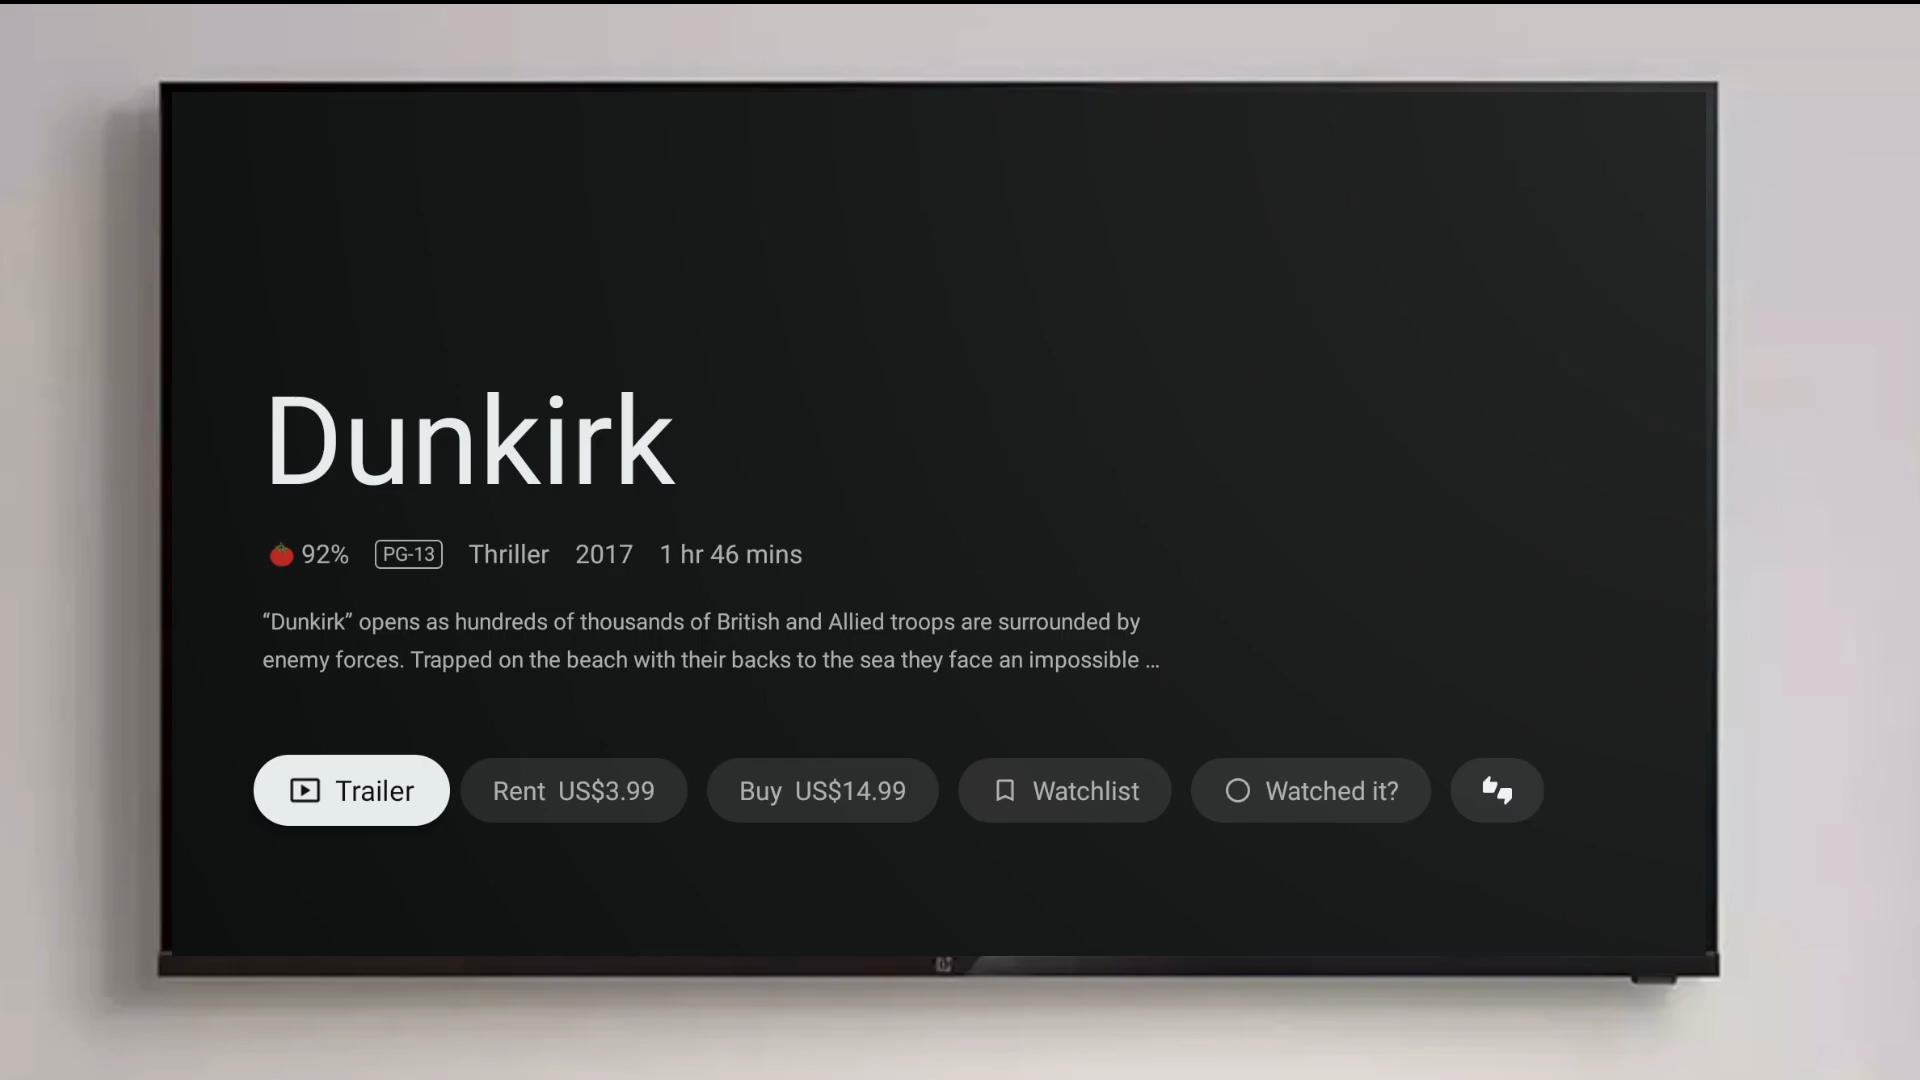 Dunkirk
92% PG-13 Thriller 2017 1 hr 46 mins
“Dunkirk” opens as hundreds of thousands of British and Allied troops are surrounded by
enemy forces. Trapped on the beach with their backs to the sea they face an impossible ...
Trailer Rent US$3.99 Buy US$14.99 Watchlist Watched it?